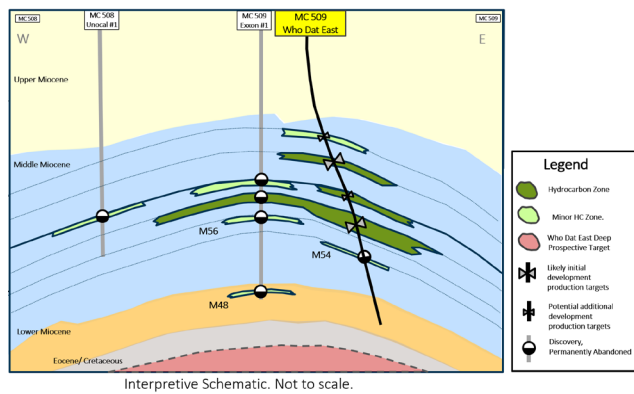 MC 508
MC 508
Unocal #1
MC 509
Exxon #1
MC 509
Who Dat East
MC 509
W
E
Upper Miocene
Middle Miocene
M56
M54
M48
Lower Miocene
Eocene/ Cretaceous
Interpretive Schematic. Not to scale.
Legend
Hydrocarbon Zone
Minor HC Zone.
Who Dat East Deep
Prospective Target
Likely initial
development
production targets
Potential additional
development
production targets
Discovery,
Permanently Abandoned